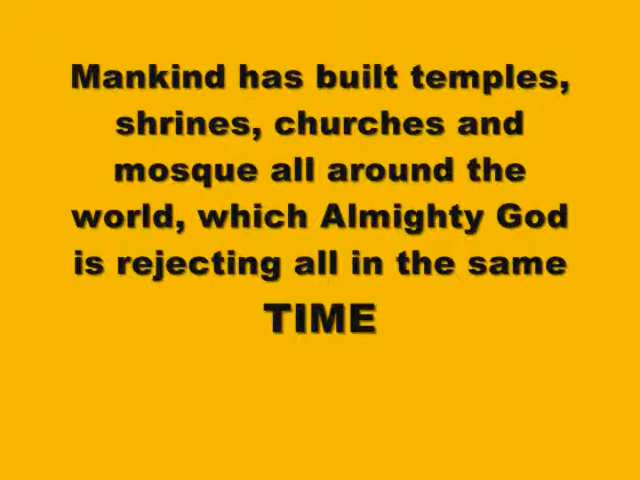 Mankind has built temples,
shrines, churches and
mosque all around the
world, which Almighty God
is rejecting all in the same
TIME